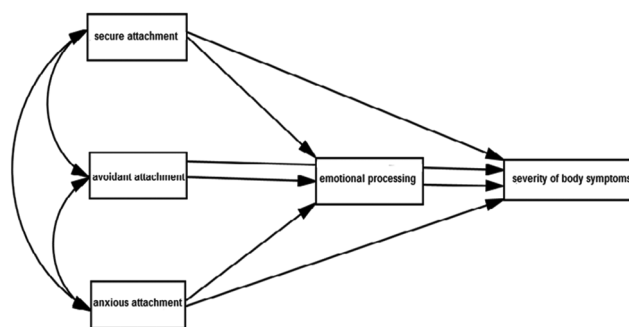 secure attachment
avoidant attachment
emotional processing
severity of body symptoms
anxious attachment